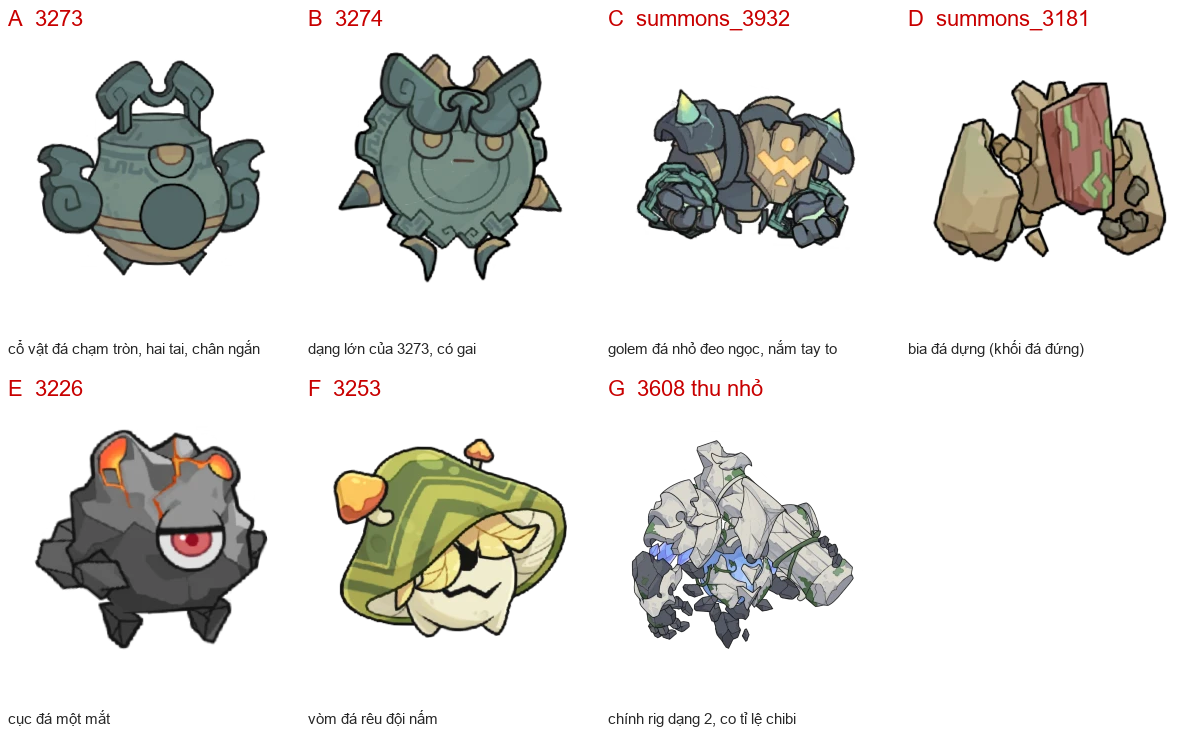 A 3273
B 3274
C summons_3932
D summons_3181
cổ vật đá chạm tròn, hai tai, chân ngắn
dạng lớn của 3273, có gai
golem đá nhỏ đeo ngọc, nắm tay to
bia đá dựng (khối đá đứng)
E 3226
F 3253
G 3608 thu nhỏ
cục đá một mắt
vòm đá rêu đội nấm
chính rig dạng 2, co tỉ lệ chibi